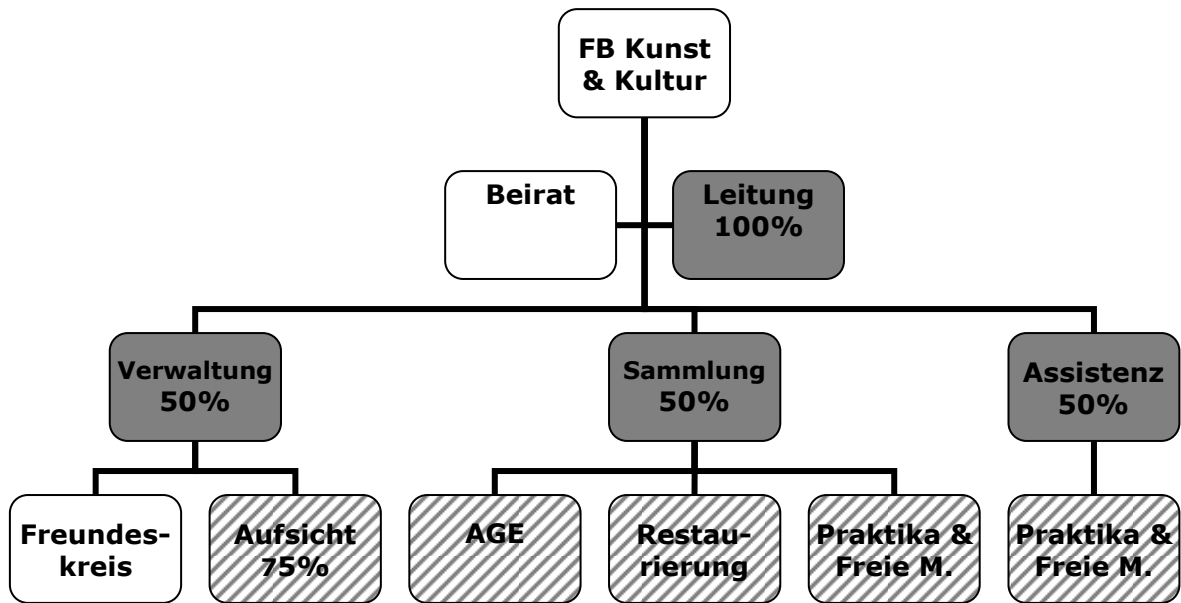 FB Kunst
& Kultur
Beirat
Leitung
100%
Verwaltung
50%
Sammlung
50%
Assistenz
50%
Freundes-
kreis
Aufsicht
75%
AGE
Restau-
rierung
Praktika &
Freie M.
Praktika &
Freie M.